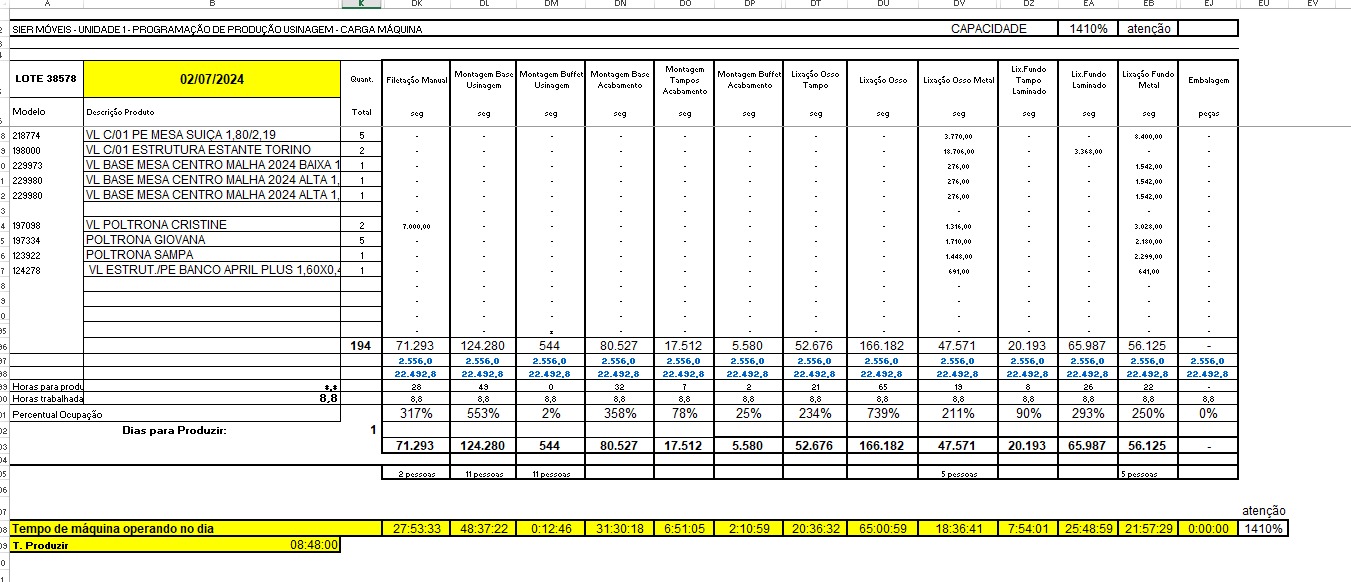 A B K DK DL DM DN DO DP DT DU DV DZ EA EB EJ EU EV
SIER MÓVEIS - UNIDADE 1 - PROGRAMAÇÃO DE PRODUÇÃO USINAGEM - CARGA MÁQUINA CAPACIDADE 1410% atenção
LOTE 38578 02/07/2024 Quant. Filetação Manual Montagem Base Usinagem Montagem Buffet Usinagem Montagem Base Acabamento Montagem Tampos Acabamento Montagem Buffet Acabamento Lixação Osso Tampo Lixação Osso Lixação Osso Metal Lix.Fundo Tampo Laminado Lix.Fundo Laminado Lixação Fundo Metal Embalagem
Modelo Descrição Produto Total seg seg seg seg seg seg seg seg seg seg seg seg peças
- - - - - - - - - - - - -
218774 VL C/01 PE MESA SUIÇA 1,80/2,19 5 - - - - - - - - 3.770,00 - - 8.400,00 -
198000 VL C/01 ESTRUTURA ESTANTE TORINO 2 - - - - - - - - 18.706,00 - 3.368,00 - -
229973 VL BASE MESA CENTRO MALHA 2024 BAIXA 1 1 - - - - - - - - 276,00 - - 1.542,00 -
229980 VL BASE MESA CENTRO MALHA 2024 ALTA 1, 1 - - - - - - - - 276,00 - - 1.542,00 -
229980 VL BASE MESA CENTRO MALHA 2024 ALTA 1, 1 - - - - - - - - 276,00 - - 1.542,00 -
- - - - - - - - - - - - -
197098 VL POLTRONA CRISTINE 2 7.000,00 - - - - - - - 1.316,00 - - 3.028,00 -
197334 POLTRONA GIOVANA 5 - - - - - - - - 1.710,00 - - 2.180,00 -
123922 POLTRONA SAMPA 1 - - - - - - - - 1.448,00 - - 2.299,00 -
124278 VL ESTRUT./PE BANCO APRIL PLUS 1,60X0,4 1 - - - - - - - - 691,00 - - 641,00 -
- - - - - - - - - - - - -
- - - - - - - - - - - - -
- - - - - - - - - - - - -
- - - - - - - - - - - -
194 71.293 124.280 544 80.527 17.512 5.580 52.676 166.182 47.571 20.193 65.987 56.125 -
2.556,0 2.556,0 2.556,0 2.556,0 2.556,0 2.556,0 2.556,0 2.556,0 2.556,0 2.556,0 2.556,0 2.556,0 2.556,0
22.492,8 22.492,8 22.492,8 22.492,8 22.492,8 22.492,8 22.492,8 22.492,8 22.492,8 22.492,8 22.492,8 22.492,8 22.492,8
Horas para produ *,* 28 49 0 32 7 2 21 65 19 8 26 22 -
Horas trabalhada 8,8 8,8 8,8 8,8 8,8 8,8 8,8 8,8 8,8 8,8 8,8 8,8 8,8 8,8
Percentual Ocupação 317% 553% 2% 358% 78% 25% 234% 739% 211% 90% 293% 250% 0%
Dias para Produzir: 1
71.293 124.280 544 80.527 17.512 5.580 52.676 166.182 47.571 20.193 65.987 56.125 -
2 pessoas 11 pessoas 11 pessoas 5 pessoas 5 pessoas
atenção
Tempo de máquina operando no dia 27:53:33 48:37:22 0:12:46 31:30:18 6:51:05 2:10:59 20:36:32 65:00:59 18:36:41 7:54:01 25:48:59 21:57:29 0:00:00 1410%
T. Produzir 08:48:00